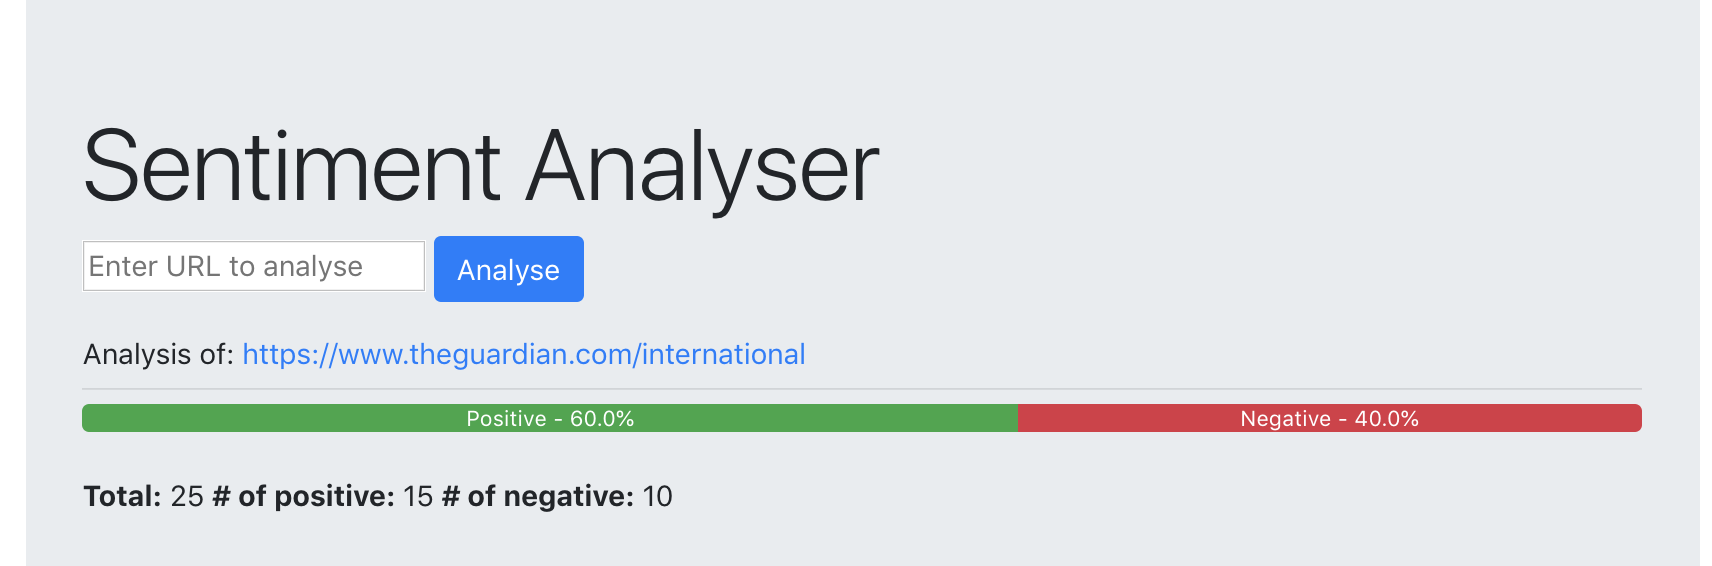 Sentiment Analyser
Enter URL to analyse Analyse
Analysis of: https://www.theguardian.com/international
Positive - 60.0% Negative - 40.0%
Total: 25 # of positive: 15 # of negative: 10